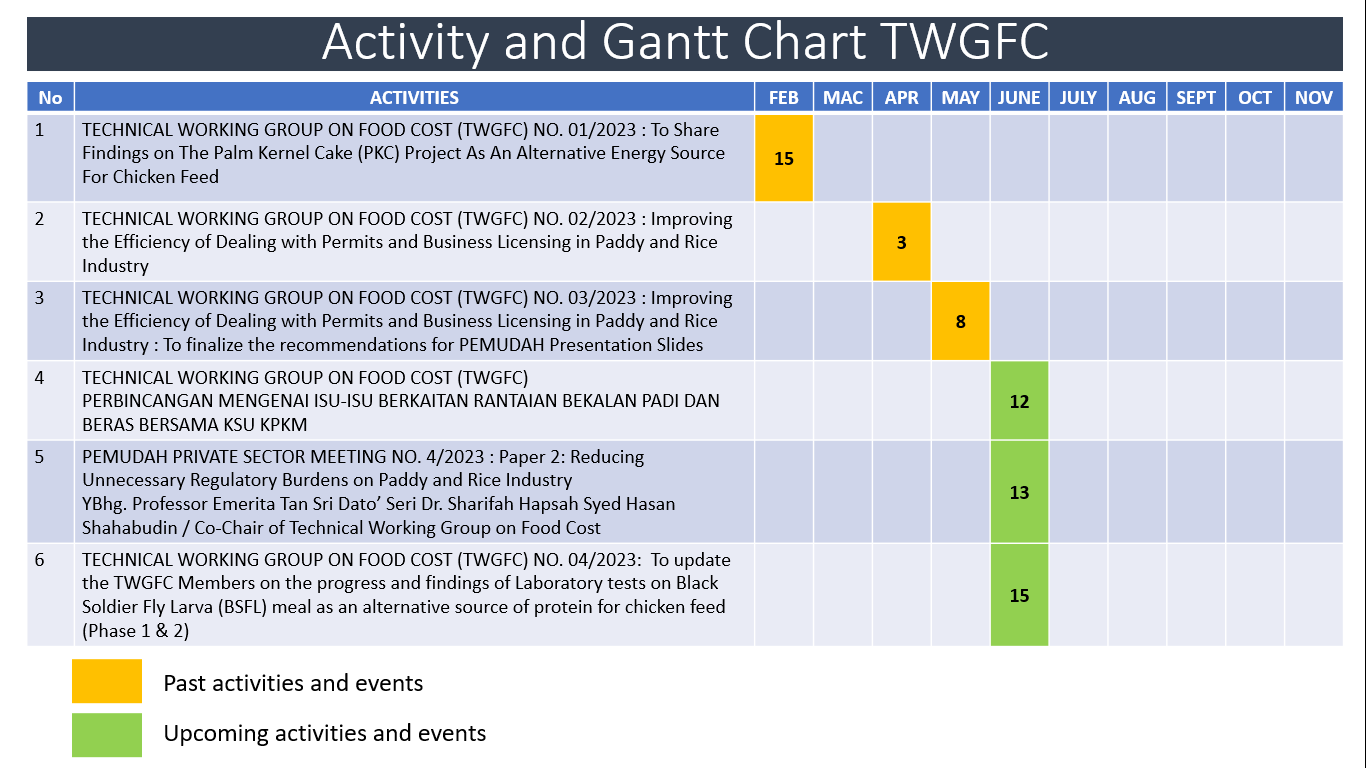 Activity and Gantt Chart TWGFC
No ACTIVITIES FEB MAC APR MAY JUNE JULY AUG SEPT OCT NOV
1 TECHNICAL WORKING GROUP ON FOOD COST (TWGFC) NO. 01/2023 : To Share
Findings on The Palm Kernel Cake (PKC) Project As An Alternative Energy Source
For Chicken Feed
15
2 TECHNICAL WORKING GROUP ON FOOD COST (TWGFC) NO. 02/2023 : Improving
the Efficiency of Dealing with Permits and Business Licensing in Paddy and Rice
Industry
3
3 TECHNICAL WORKING GROUP ON FOOD COST (TWGFC) NO. 03/2023 : Improving
the Efficiency of Dealing with Permits and Business Licensing in Paddy and Rice
Industry : To finalize the recommendations for PEMUDAH Presentation Slides
8
4 TECHNICAL WORKING GROUP ON FOOD COST (TWGFC)
PERBINCANGAN MENGENAI ISU-ISU BERKAITAN RANTAIAN BEKALAN PADI DAN
BERAS BERSAMA KSU KPKM
12
5 PEMUDAH PRIVATE SECTOR MEETING NO. 4/2023 : Paper 2: Reducing
Unnecessary Regulatory Burdens on Paddy and Rice Industry
YBhg. Professor Emerita Tan Sri Dato’ Seri Dr. Sharifah Hapsah Syed Hasan
Shahabudin / Co-Chair of Technical Working Group on Food Cost
13
6 TECHNICAL WORKING GROUP ON FOOD COST (TWGFC) NO. 04/2023: To update
the TWGFC Members on the progress and findings of Laboratory tests on Black
Soldier Fly Larva (BSFL) meal as an alternative source of protein for chicken feed
(Phase 1 & 2)
15
Past activities and events
Upcoming activities and events